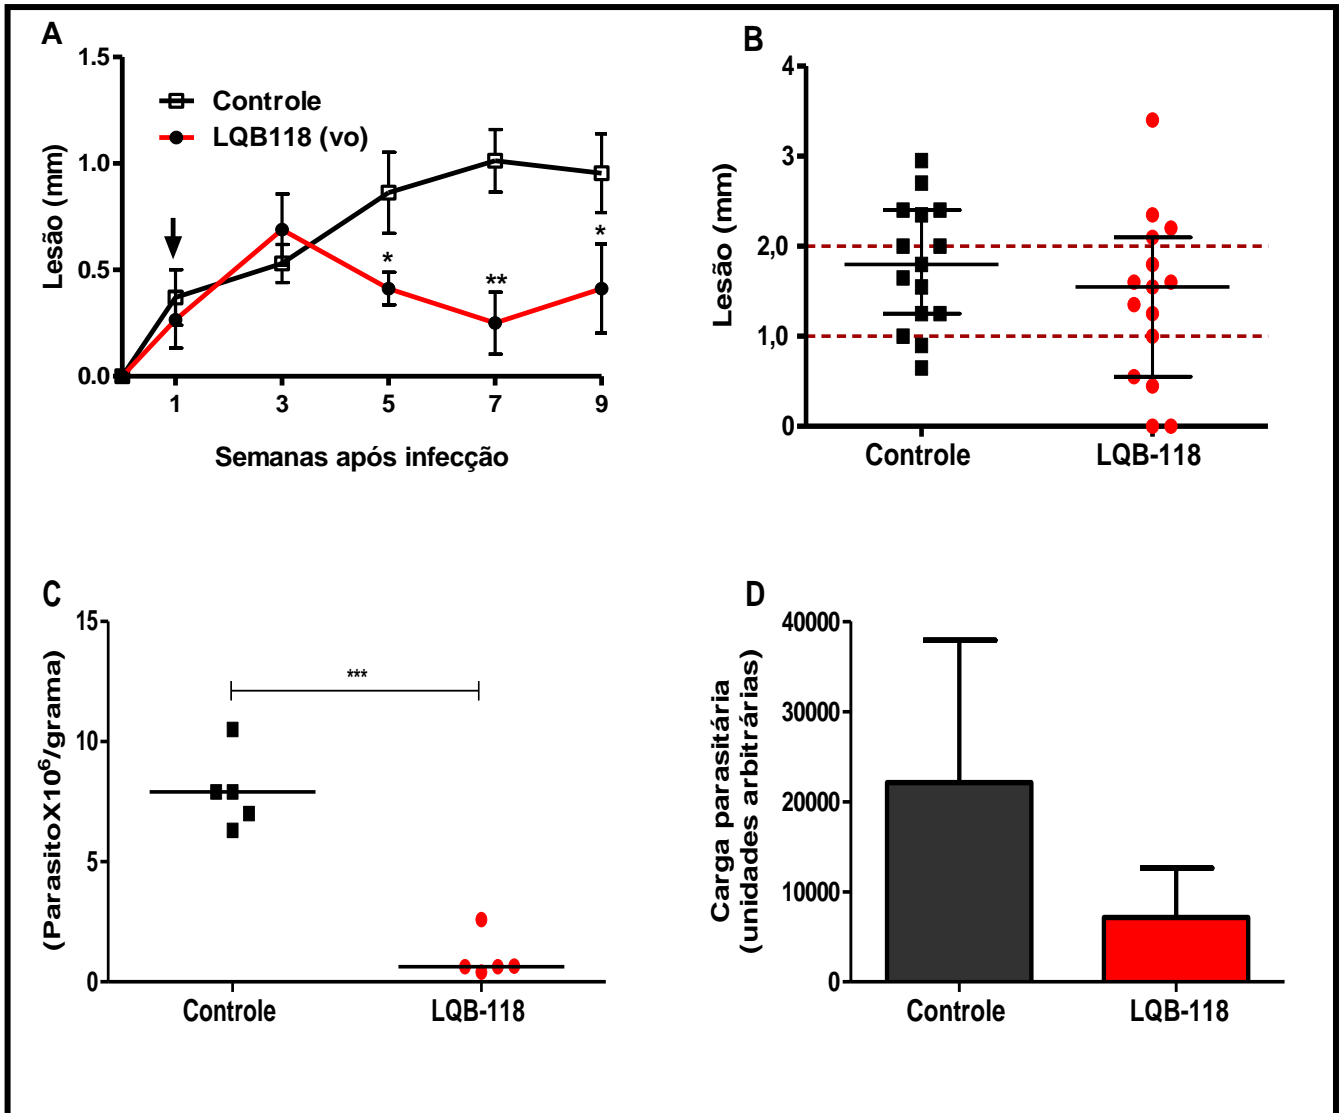 A
1.5
1.0
0.5
0.0
Lesão (mm)
Controle
LQB118 (vo)
*
**
*
1 3 5 7 9
Semanas após infecção
B
4
3
2,0
1,0
0
Lesão (mm)
Controle LQB-118
C
15
10
5
0
(ParasitoX10⁶/grama)
***
Controle LQB-118
D
40000
30000
20000
10000
0
Carga parasitária
(unidades arbitrárias)
Controle LQB-118